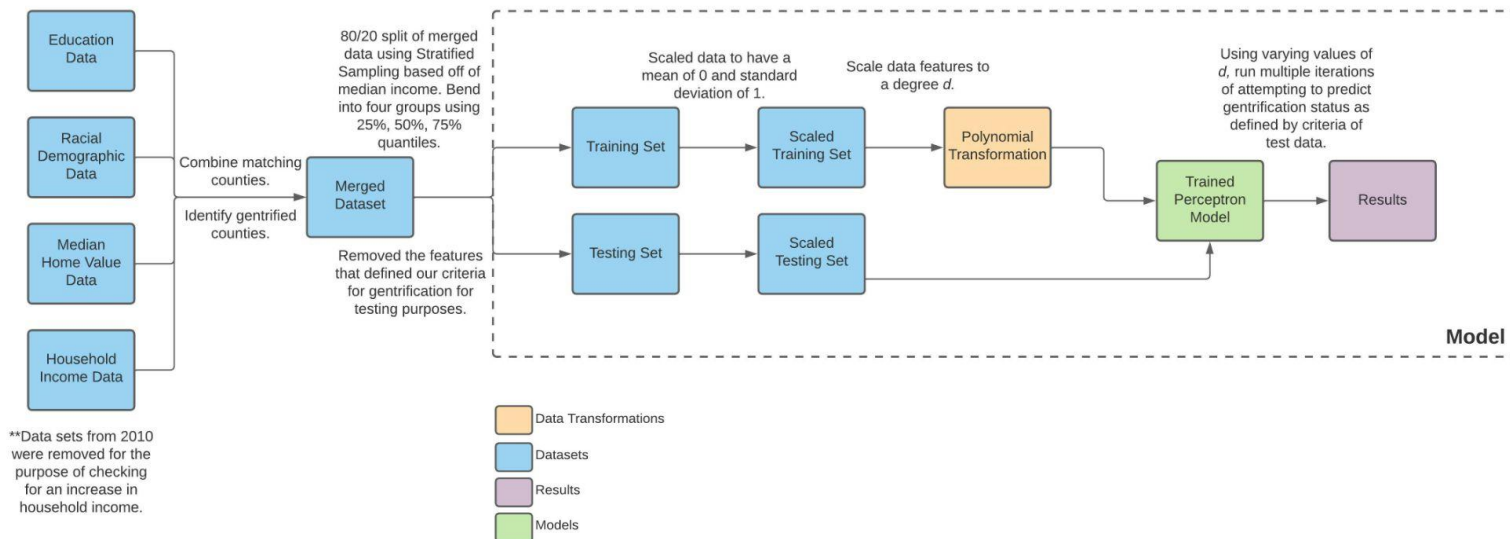 Education
Data
Racial
Demographic
Data
Median
Home Value
Data
Household
Income Data
**Data sets from 2010
were removed for the
purpose of checking
for an increase in
household income.
Combine matching
counties.
Identify gentrified
counties.
80/20 split of merged
data using Stratified
Sampling based off of
median income. Bend
into four groups using
25%, 50%, 75%
quantiles.
Merged
Dataset
Removed the features
that defined our criteria
for gentrification for
testing purposes.
Training Set
Testing Set
Scaled data to have a
mean of 0 and standard
deviation of 1.
Scaled
Training Set
Scaled
Testing Set
Scale data features to
a degree d.
Polynomial
Transformation
Using varying values of
d, run multiple iterations
of attempting to predict
gentrification status as
defined by criteria of
test data.
Trained
Perceptron
Model
Results
Model
Data Transformations
Datasets
Results
Models